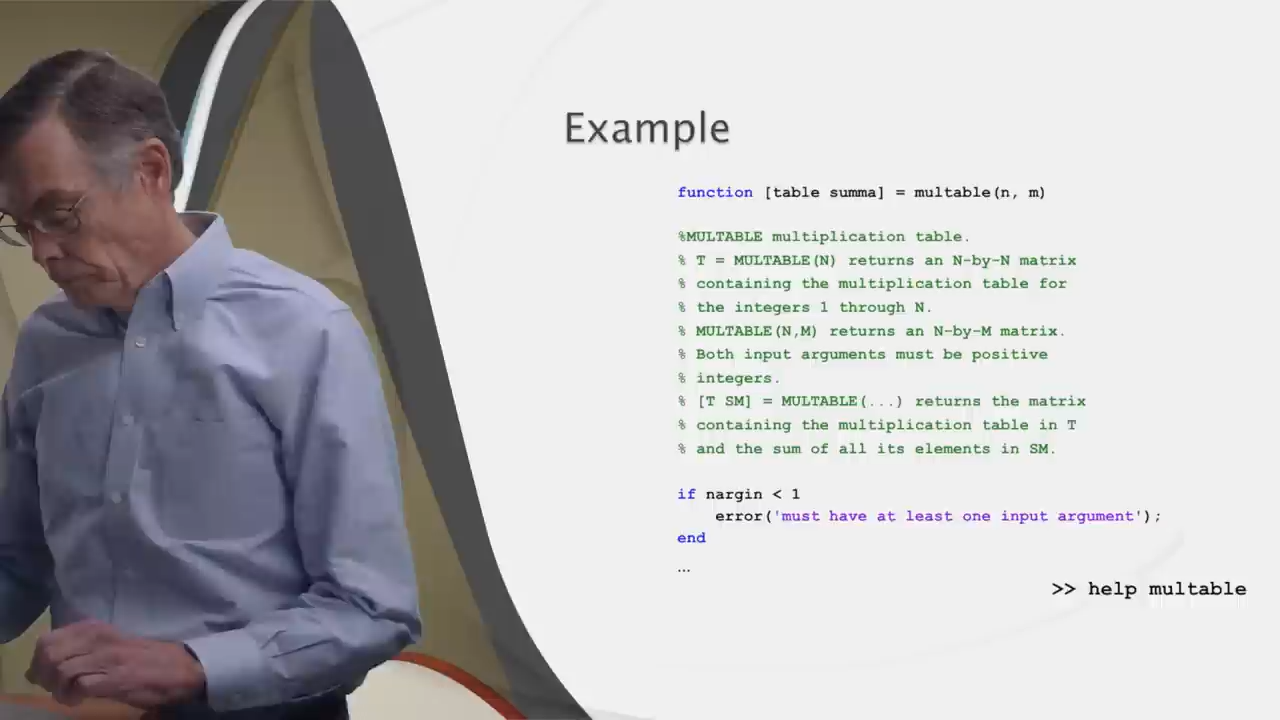 Example
function [table summa] = multable(n, m)
%MULTABLE multiplication table.
% T = MULTABLE(N) returns an N-by-N matrix
% containing the multiplication table for
% the integers 1 through N.
% MULTABLE(N,M) returns an N-by-M matrix.
% Both input arguments must be positive
% integers.
% [T SM] = MULTABLE(...) returns the matrix
% containing the multiplication table in T
% and the sum of all its elements in SM.
if nargin < 1
    error('must have at least one input argument');
end
...
>> help multable